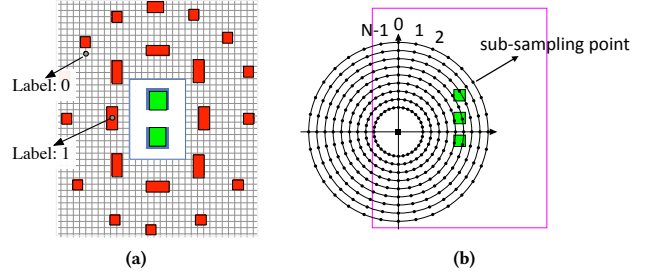 Label: 0
Label: 1
(a)
N-1 0 1 2
sub-sampling point
(b)